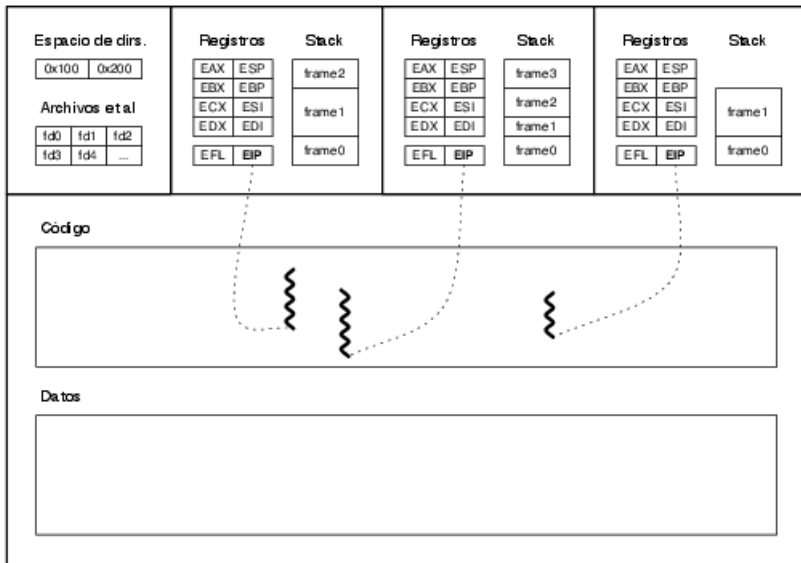 Espacio de dirs.
0x100 0x200
Archivos et al
fd0 fd1 fd2
fd3 fd4 ...
Registros Stack
EAX ESP
EBX EBP
ECX ESI
EDX EDI
EFL EIP
frame2
frame1
frame0
Registros Stack
EAX ESP
EBX EBP
ECX ESI
EDX EDI
EFL EIP
frame3
frame2
frame1
frame0
Registros Stack
EAX ESP
EBX EBP
ECX ESI
EDX EDI
EFL EIP
frame1
frame0
Código
Datos